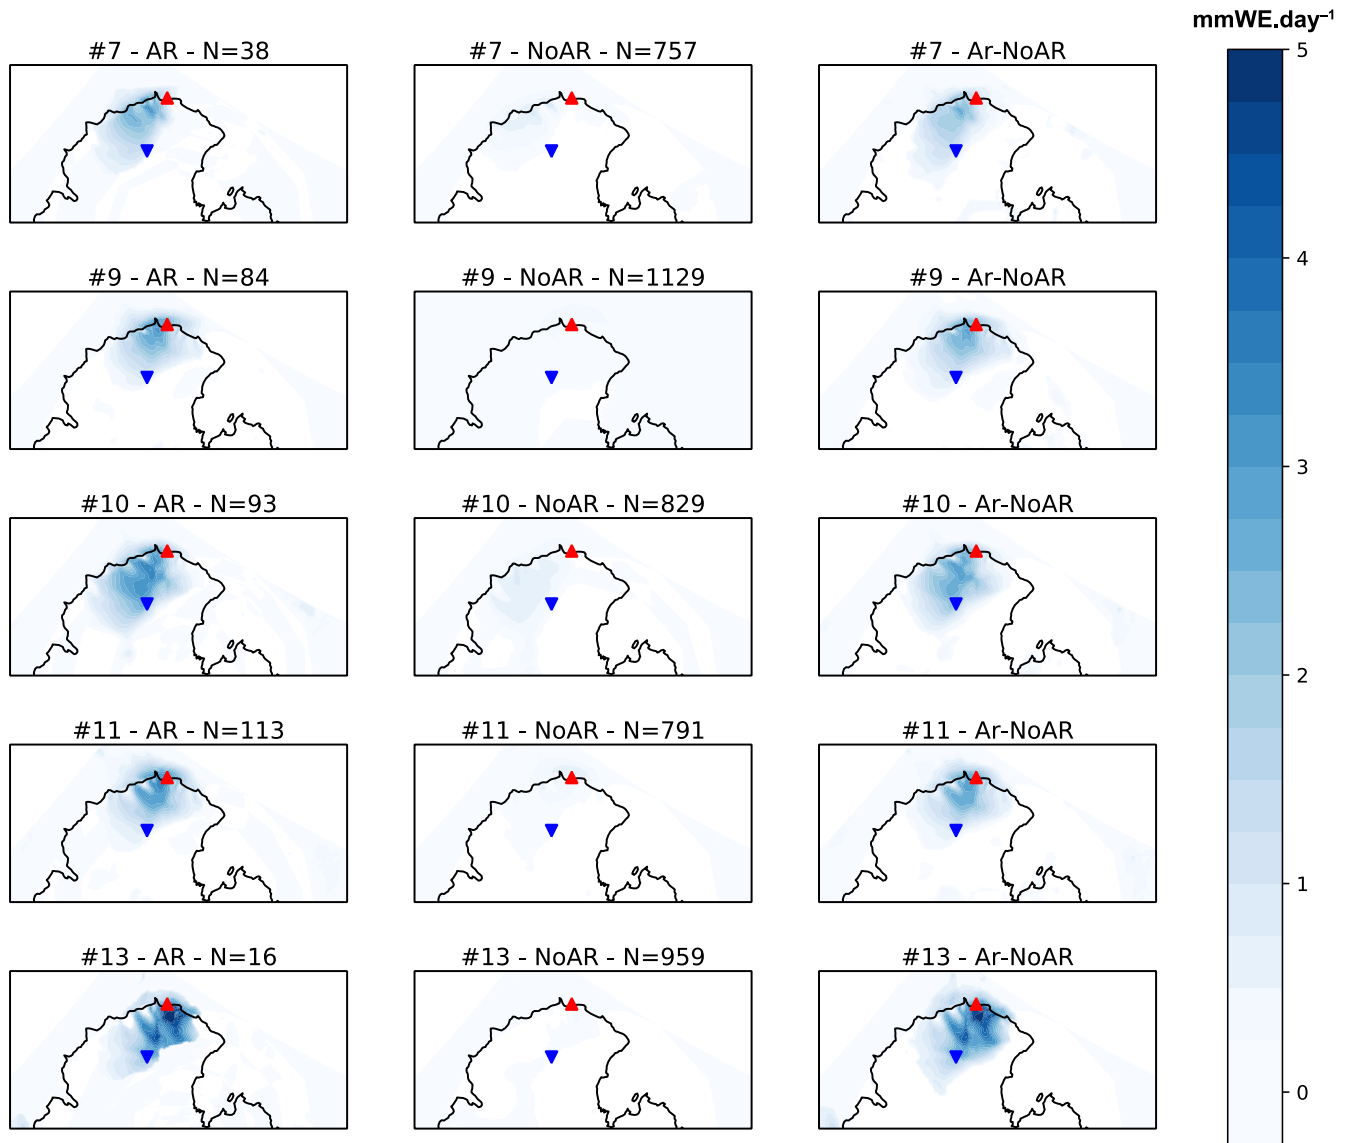 mmWE.day⁻¹
#7 - AR - N=38
#7 - NoAR - N=757
#7 - Ar-NoAR
5
#9 - AR - N=84
#9 - NoAR - N=1129
#9 - Ar-NoAR
4
3
#10 - AR - N=93
#10 - NoAR - N=829
#10 - Ar-NoAR
2
#11 - AR - N=113
#11 - NoAR - N=791
#11 - Ar-NoAR
1
#13 - AR - N=16
#13 - NoAR - N=959
#13 - Ar-NoAR
0